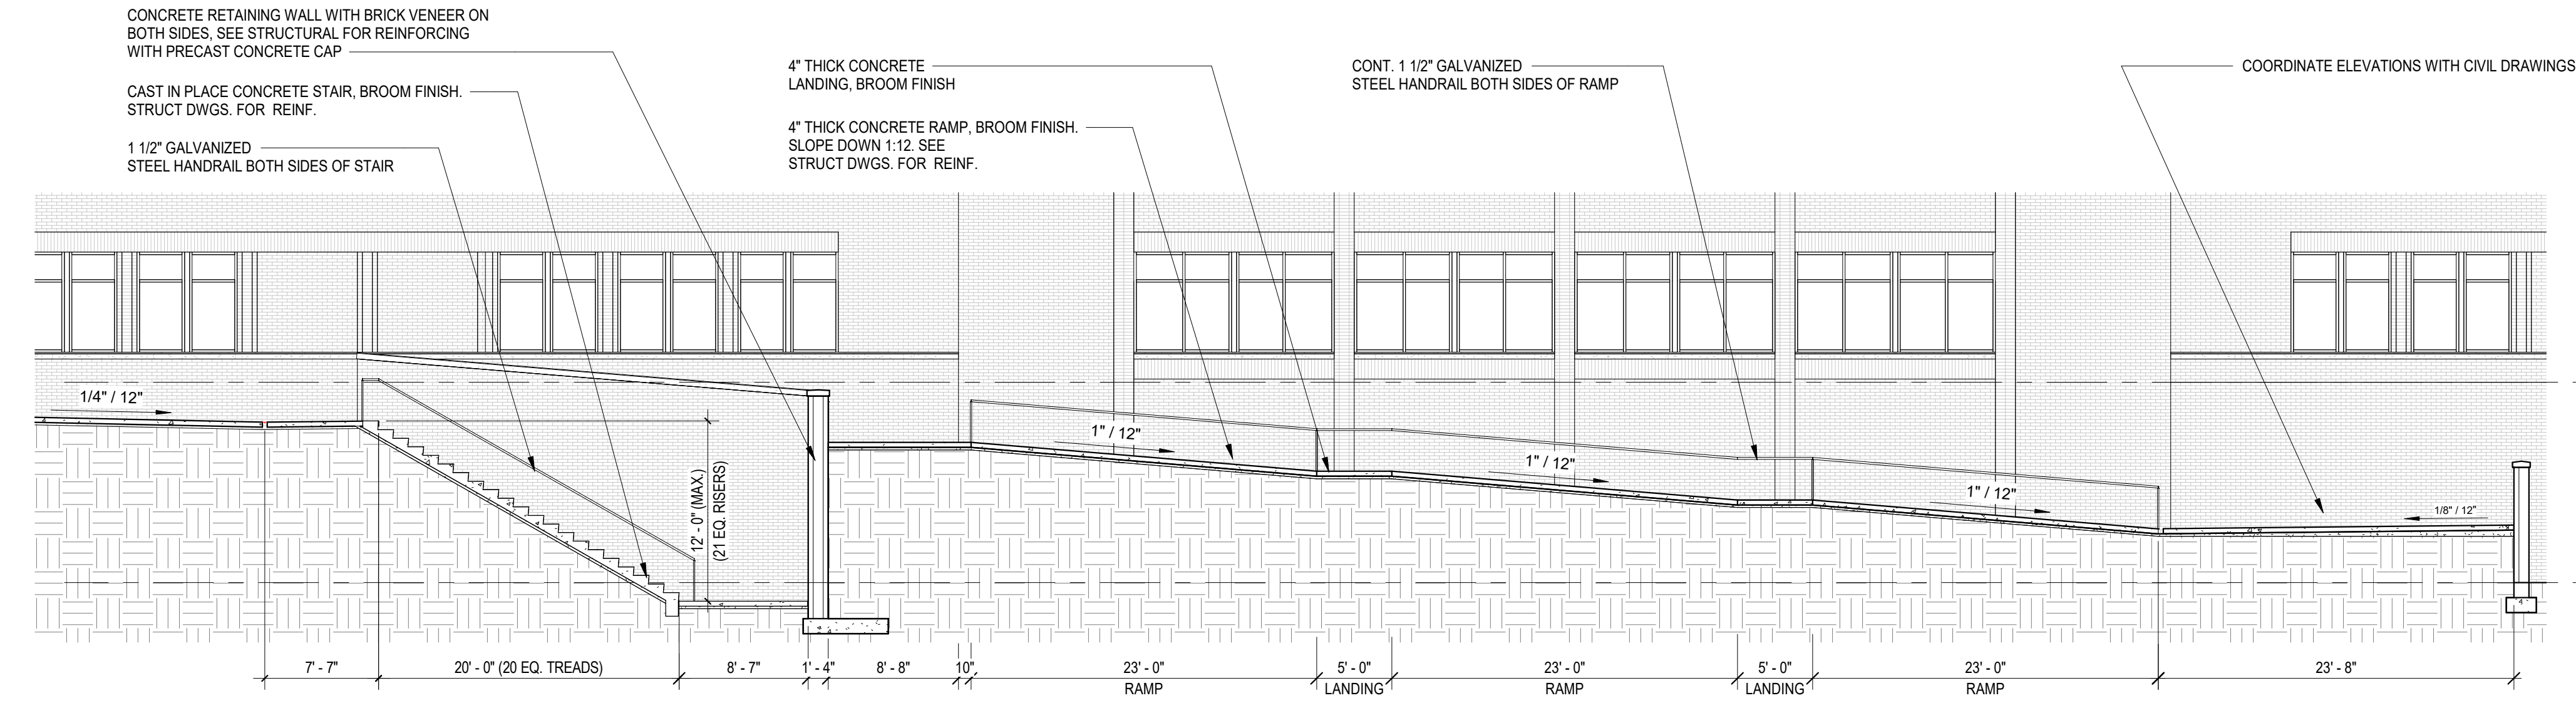 CONCRETE RETAINING WALL WITH BRICK VENEER ON
BOTH SIDES, SEE STRUCTURAL FOR REINFORCING
WITH PRECAST CONCRETE CAP
CAST IN PLACE CONCRETE STAIR, BROOM FINISH.
STRUCT DWGS. FOR REINF.
1 1/2" GALVANIZED
STEEL HANDRAIL BOTH SIDES OF STAIR
4" THICK CONCRETE
LANDING, BROOM FINISH
4" THICK CONCRETE RAMP, BROOM FINISH.
SLOPE DOWN 1:12. SEE
STRUCT DWGS. FOR REINF.
CONT. 1 1/2" GALVANIZED
STEEL HANDRAIL BOTH SIDES OF RAMP
COORDINATE ELEVATIONS WITH CIVIL DRAWINGS
1/4" / 12"
12' - 0" (MAX.)
(21 EQ. RISERS)
1" / 12"
1" / 12"
1" / 12"
1/8" / 12"
7' - 7"
20' - 0" (20 EQ. TREADS)
8' - 7"
1' - 4"
8' - 8"
10"
23' - 0"
RAMP
5' - 0"
LANDING
23' - 0"
RAMP
5' - 0"
LANDING
23' - 0"
RAMP
23' - 8"